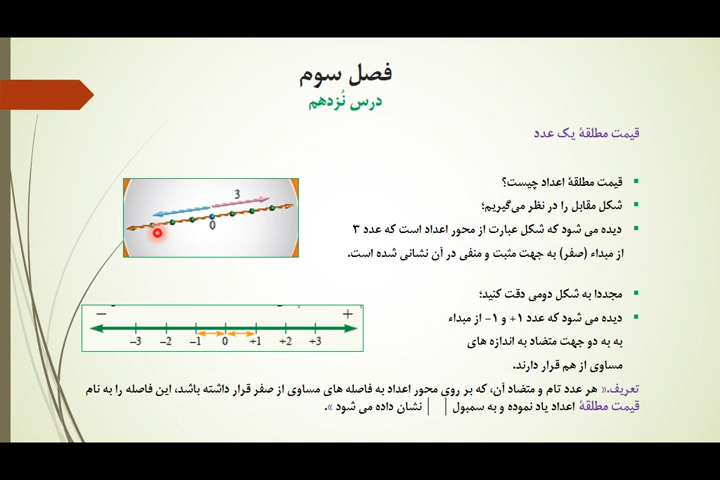 فصل سوم
درس نُزدهم
قیمت مطلقهٔ یک عدد
قیمت مطلقهٔ اعداد چیست؟
شکل مقابل را در نظر می‌گیریم؛
دیده می شود که شکل عبارت از محور اعداد است که عدد ۳
از مبداء (صفر) به جهت مثبت و منفی در آن نشانی شده است.
3
0
مجددا به شکل دومی دقت کنید؛
دیده می شود که عدد ۱+ و ۱- از مبداء
به به دو جهت متضاد به اندازه های
مساوی از هم قرار دارند.
− +
−3 −2 −1 0 +1 +2 +3
تعریف.« هر عدد تام و متضاد آن، که بر روی محور اعداد به فاصله های مساوی از صفر قرار داشته باشد، این فاصله را به نام
قیمت مطلقهٔ اعداد یاد نموده و به سمبول | | نشان داده می شود ».